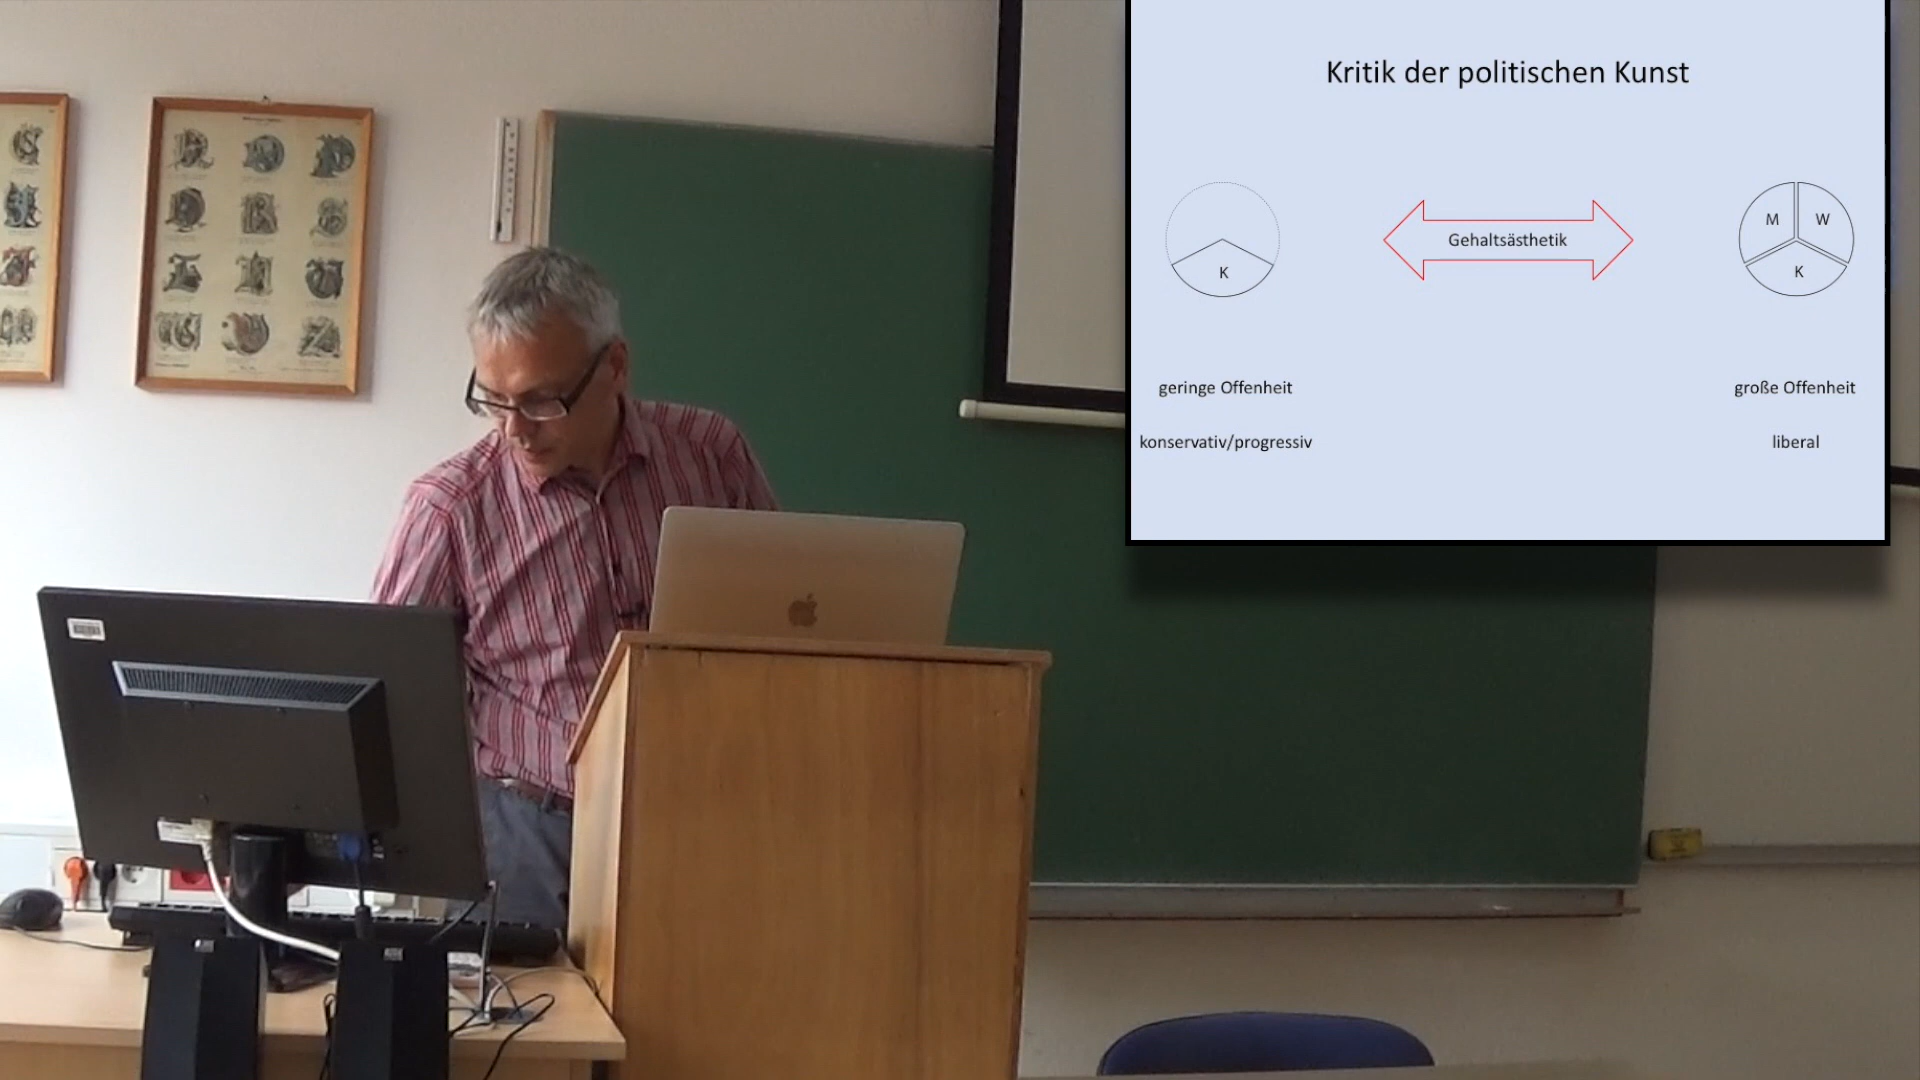 Kritik der politischen Kunst
M
W
K
Gehaltsästhetik
K
geringe Offenheit
große Offenheit
konservativ/progressiv
liberal